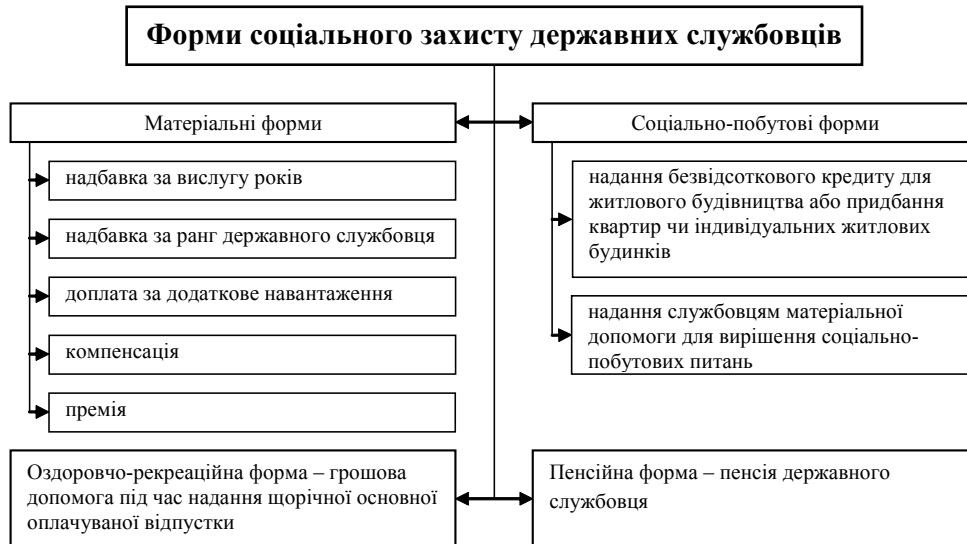 Форми соціального захисту державних службовців
Матеріальні форми
надбавка за вислугу років
надбавка за ранг державного службовця
доплата за додаткове навантаження
компенсація
премія
Соціально-побутові форми
надання безвідсоткового кредиту для
житлового будівництва або придбання
квартир чи індивідуальних житлових
будинків
надання службовцям матеріальної
допомоги для вирішення соціально-
побутових питань
Оздоровчо-рекреаційна форма – грошова
допомога під час надання щорічної основної
оплачуваної відпустки
Пенсійна форма – пенсія державного
службовця